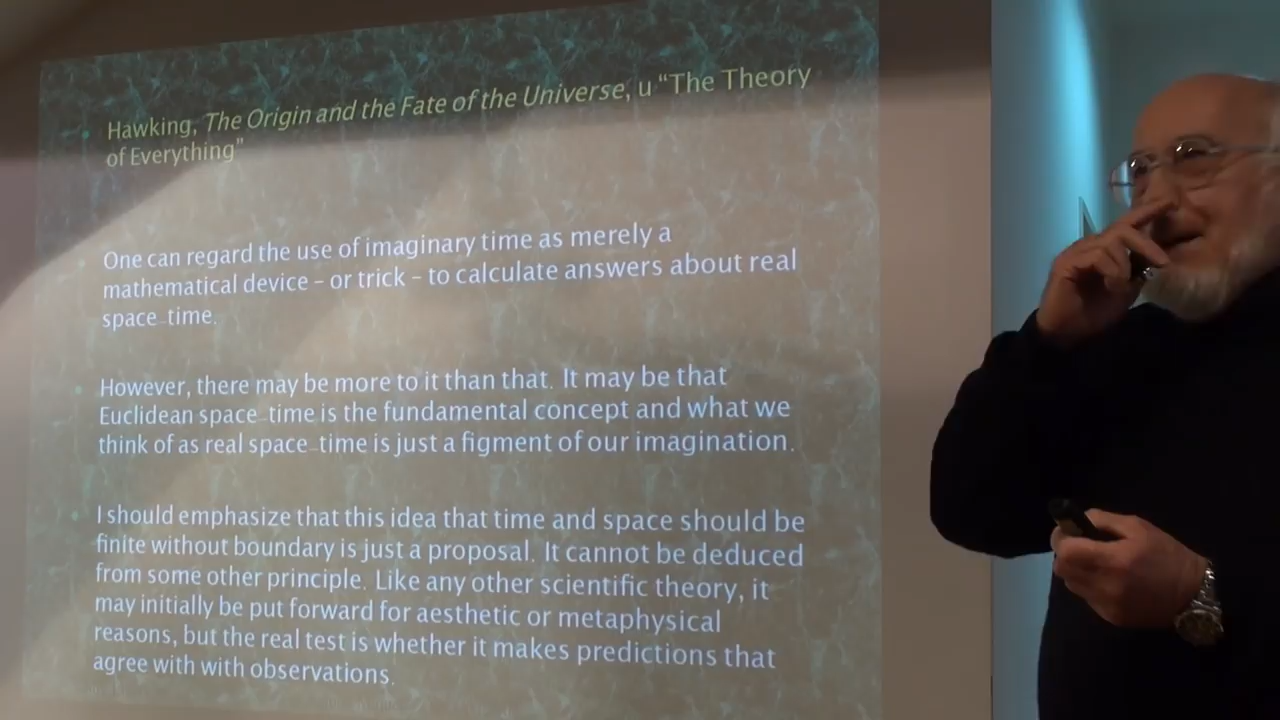 Hawking, The Origin and the Fate of the Universe, u “The Theory
of Everything”
One can regard the use of imaginary time as merely a
mathematical device – or trick – to calculate answers about real
space-time.
However, there may be more to it than that. It may be that
Euclidean space-time is the fundamental concept and what we
think of as real space-time is just a figment of our imagination.
I should emphasize that this idea that time and space should be
finite without boundary is just a proposal. It cannot be deduced
from some other principle. Like any other scientific theory, it
may initially be put forward for aesthetic or metaphysical
reasons, but the real test is whether it makes predictions that
agree with with observations.